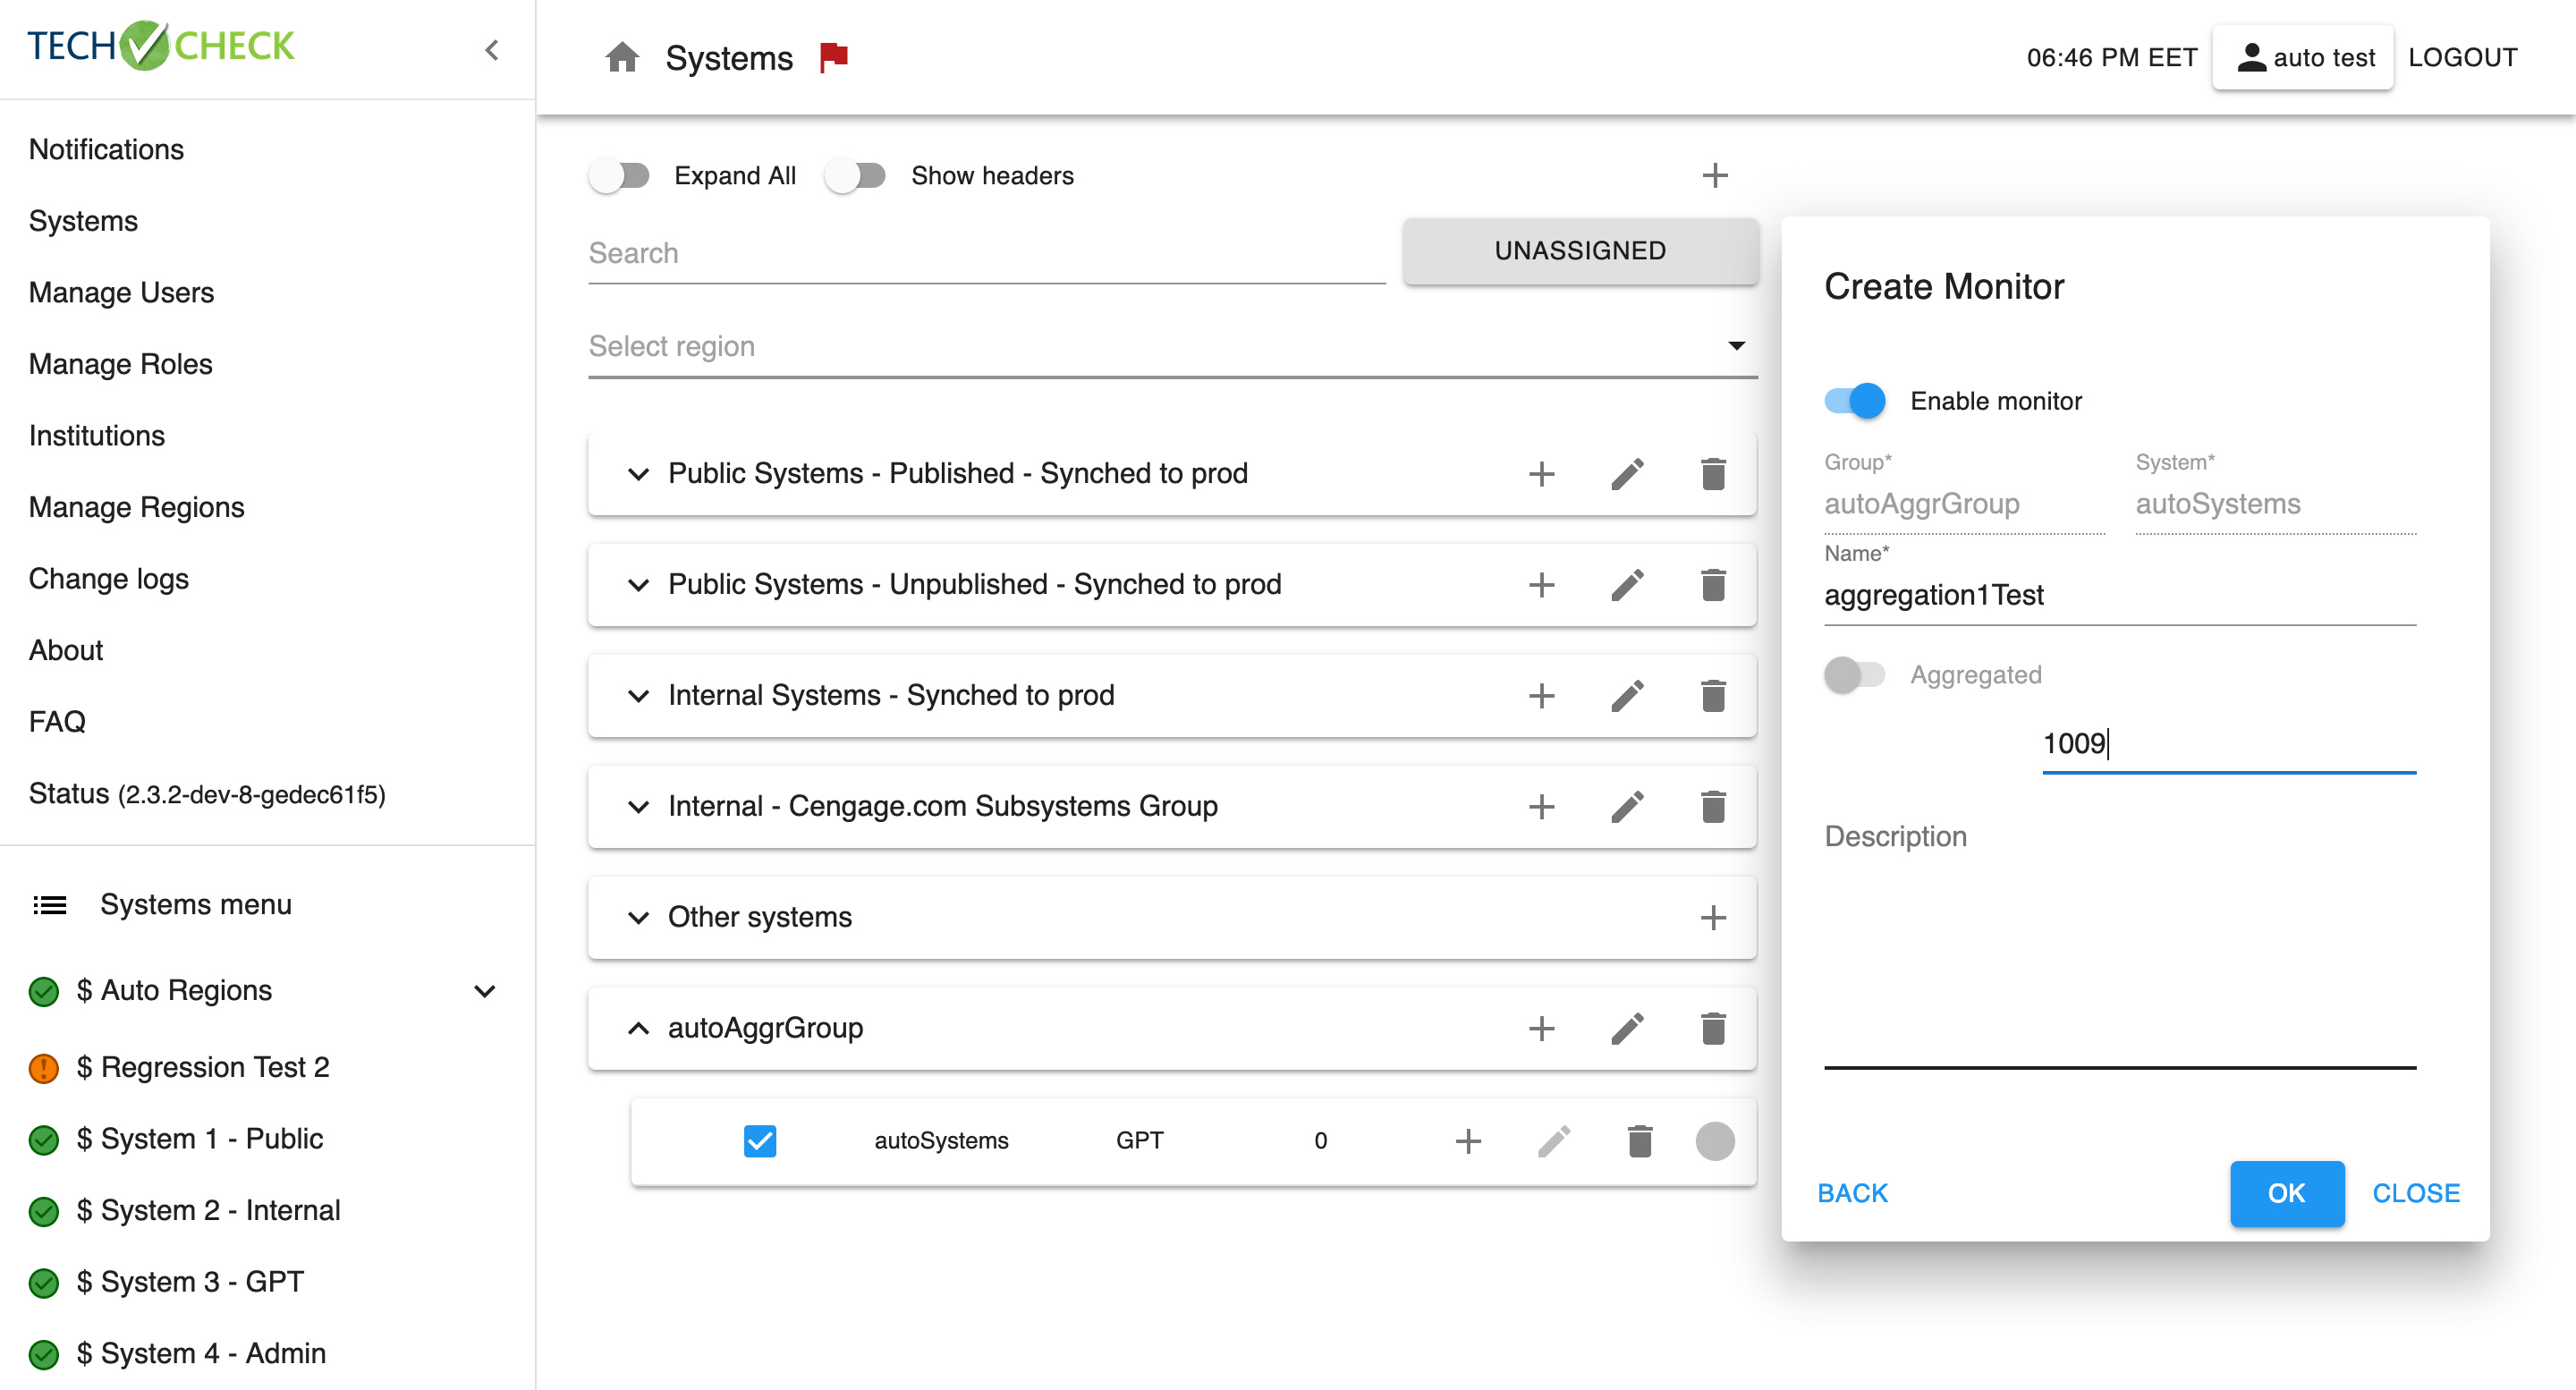 TECH CHECK
Notifications
Systems
Manage Users
Manage Roles
Institutions
Manage Regions
Change logs
About
FAQ
Status (2.3.2-dev-8-gedec61f5)
Systems menu
$ Auto Regions
$ Regression Test 2
$ System 1 - Public
$ System 2 - Internal
$ System 3 - GPT
$ System 4 - Admin
Systems
06:46 PM EET
auto test
LOGOUT
Expand All
Show headers
Search
UNASSIGNED
Select region
Public Systems - Published - Synched to prod
Public Systems - Unpublished - Synched to prod
Internal Systems - Synched to prod
Internal - Cengage.com Subsystems Group
Other systems
autoAggrGroup
autoSystems GPT 0
Create Monitor
Enable monitor
Group* System*
autoAggrGroup autoSystems
Name*
aggregation1Test
Aggregated
1009
Description
BACK OK CLOSE